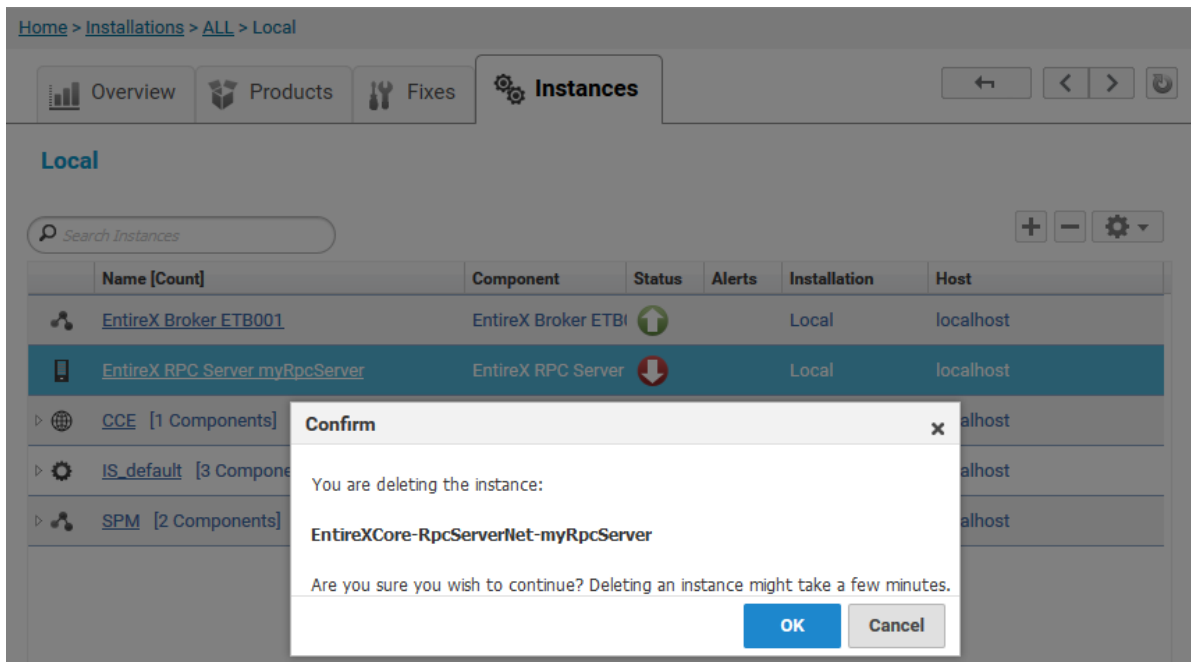 Home > Installations > ALL > Local
Overview Products Fixes Instances
Local
Search Instances
Name [Count] Component Status Alerts Installation Host
EntireX Broker ETB001 EntireX Broker ETB Local localhost
EntireX RPC Server myRpcServer EntireX RPC Server Local localhost
CCE [1 Components] alhost
IS_default [3 Compone alhost
SPM [2 Components] alhost
Confirm
You are deleting the instance:
EntireXCore-RpcServerNet-myRpcServer
Are you sure you wish to continue? Deleting an instance might take a few minutes.
OK Cancel